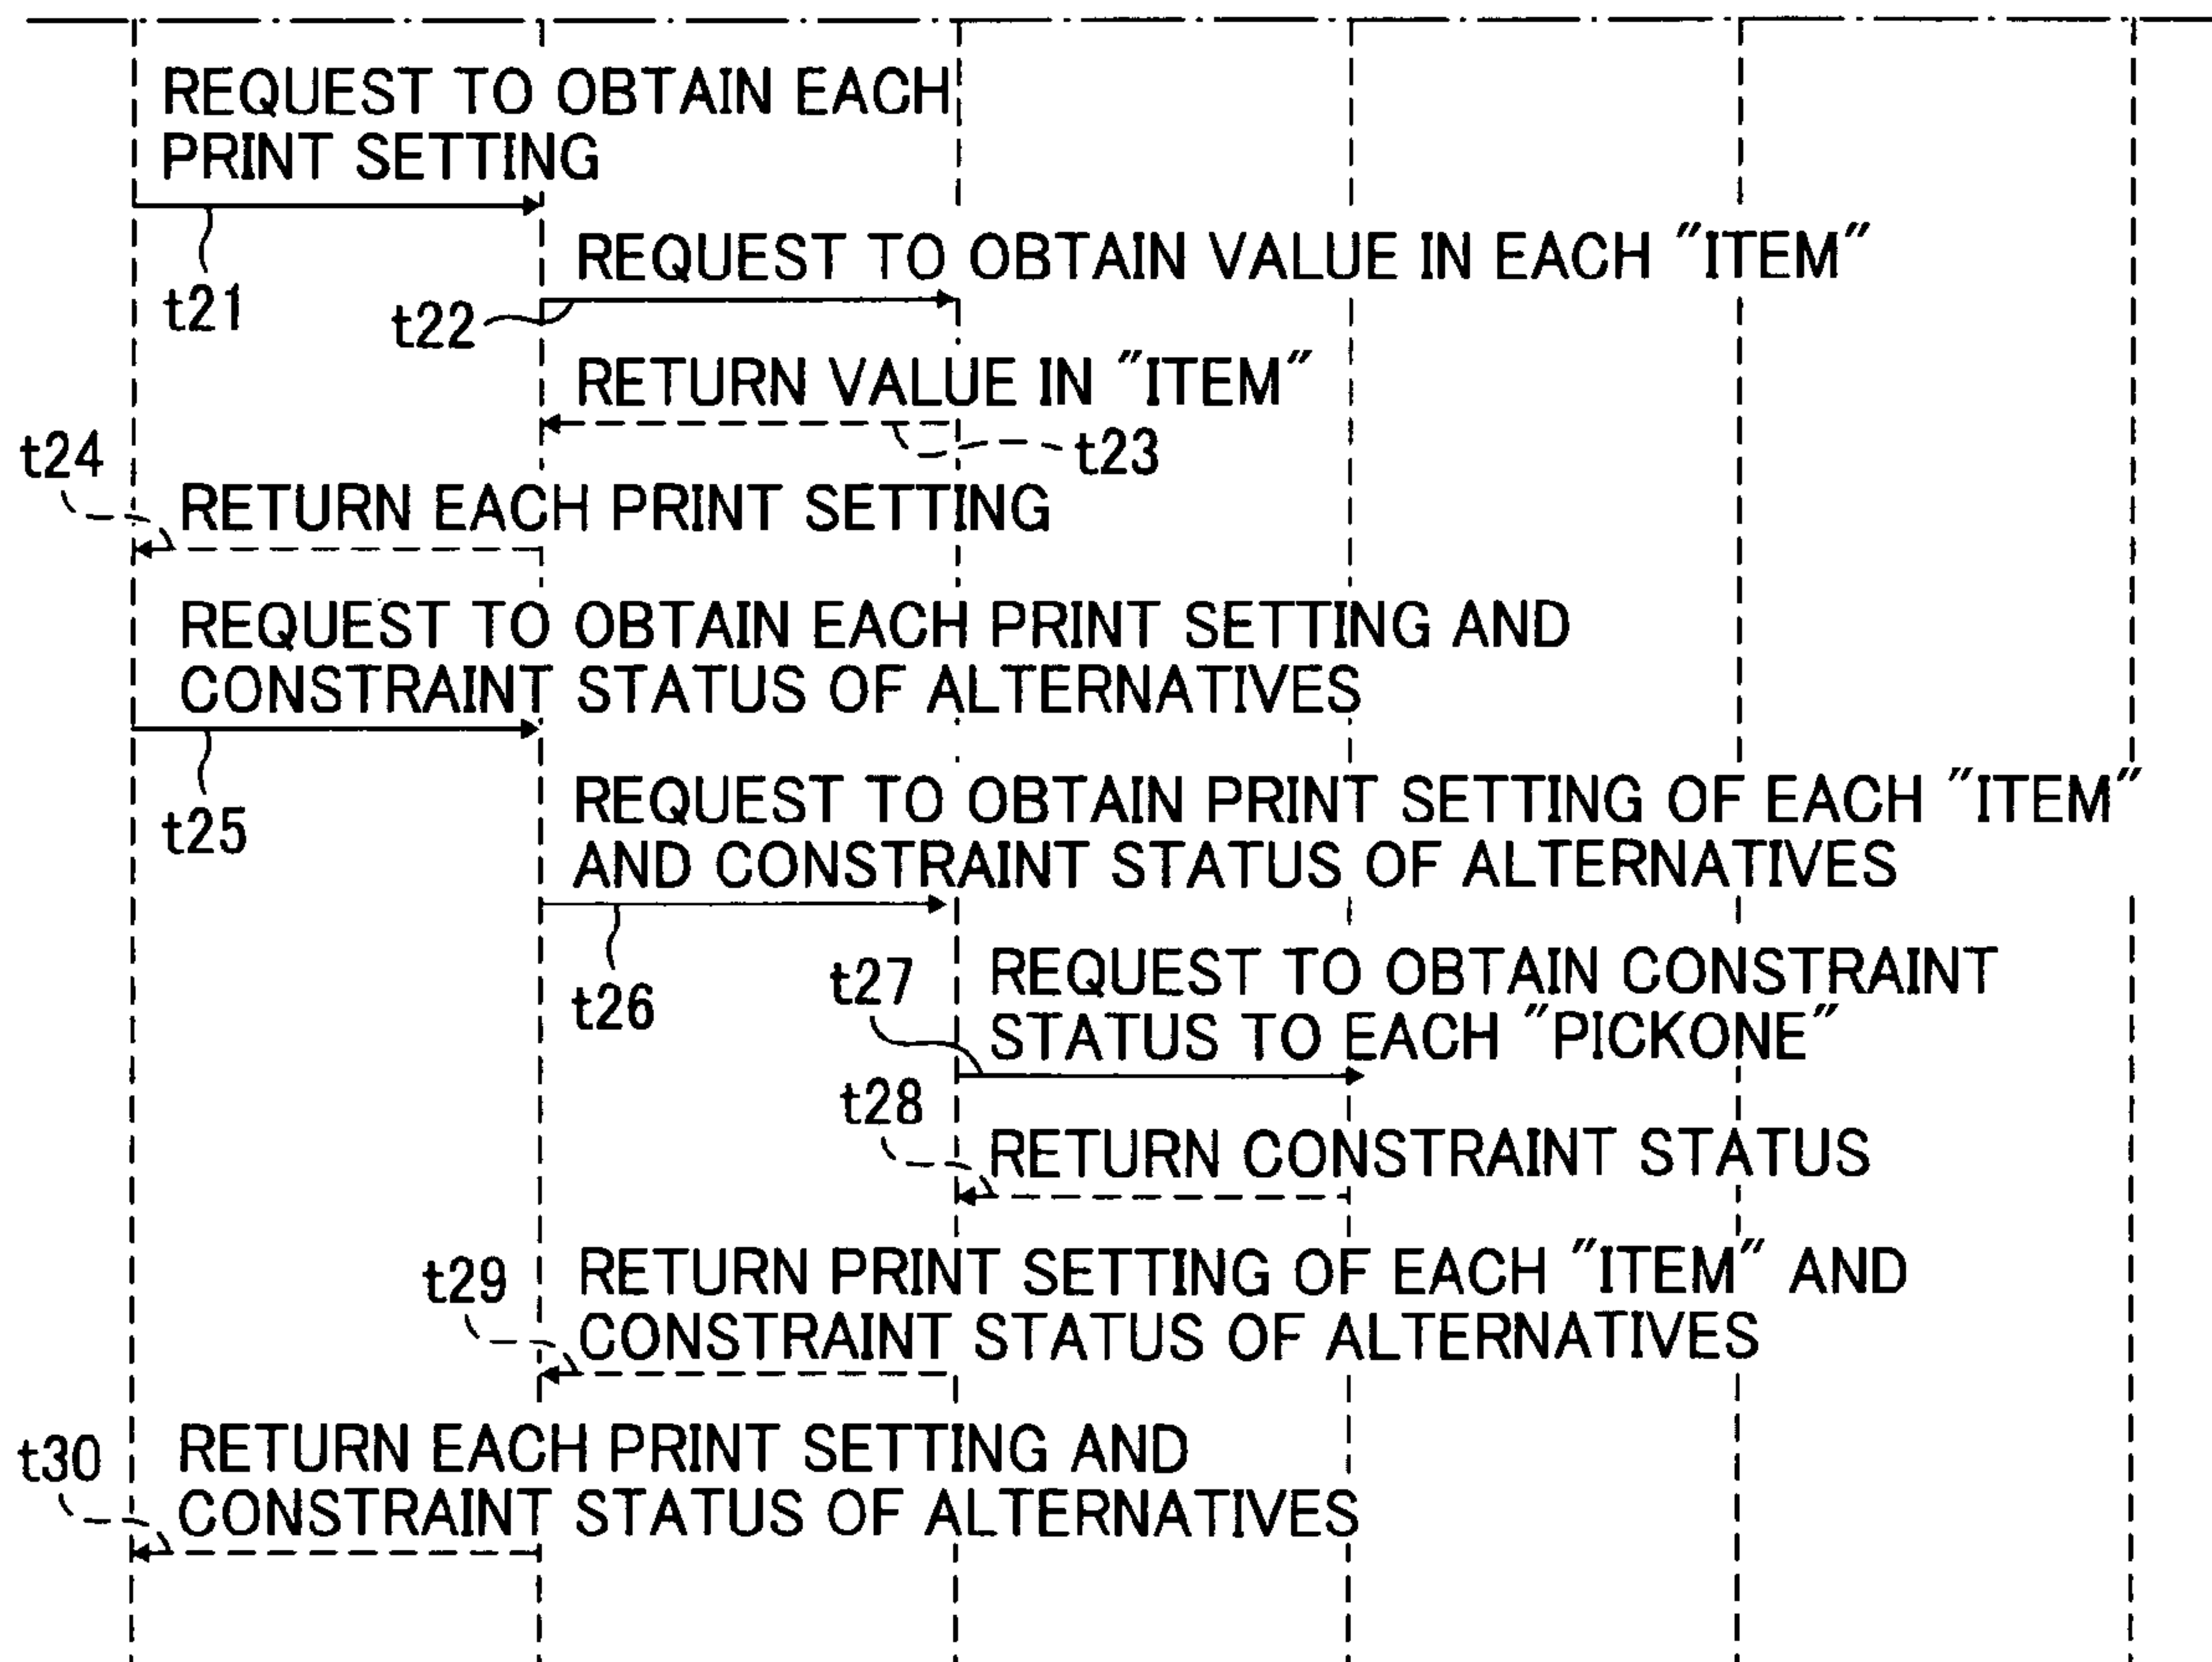 REQUEST TO OBTAIN EACH
PRINT SETTING
t21
REQUEST TO OBTAIN VALUE IN EACH "ITEM"
t22
RETURN VALUE IN "ITEM"
t23
t24
RETURN EACH PRINT SETTING
REQUEST TO OBTAIN EACH PRINT SETTING AND
CONSTRAINT STATUS OF ALTERNATIVES
t25
REQUEST TO OBTAIN PRINT SETTING OF EACH "ITEM"
AND CONSTRAINT STATUS OF ALTERNATIVES
t26
t27
REQUEST TO OBTAIN CONSTRAINT
STATUS TO EACH "PICKONE"
t28
RETURN CONSTRAINT STATUS
t29
RETURN PRINT SETTING OF EACH "ITEM" AND
CONSTRAINT STATUS OF ALTERNATIVES
t30
RETURN EACH PRINT SETTING AND
CONSTRAINT STATUS OF ALTERNATIVES